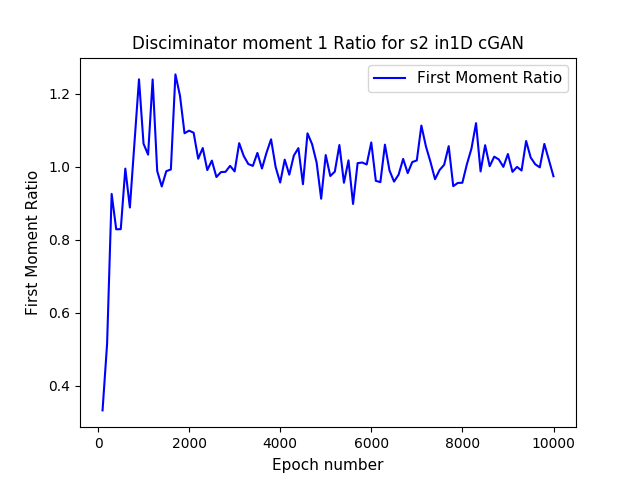 Disciminator moment 1 Ratio for s2 in1D cGAN
First Moment Ratio
First Moment Ratio
1.2
1.0
0.8
0.6
0.4
0 2000 4000 6000 8000 10000
Epoch number